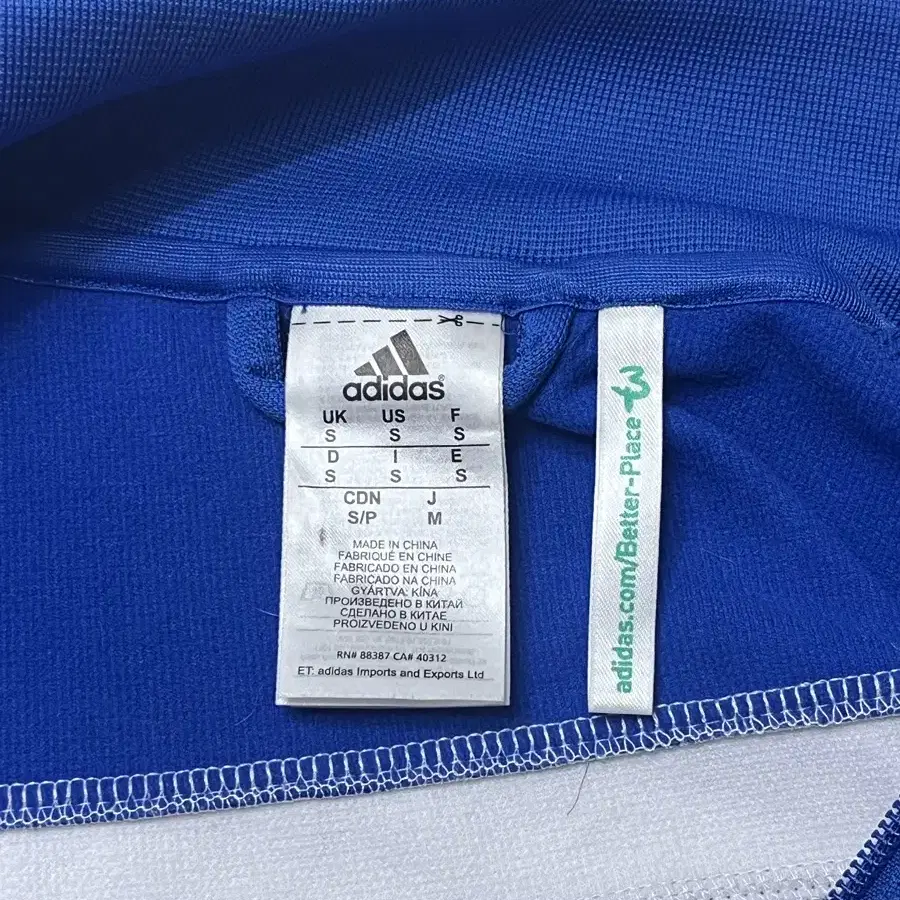 adidas®
UK US F
S S S
D I E
S S S
CDN J
S/P M
MADE IN CHINA
FABRIQUÉ EN CHINE
FABRICADO EN CHINA
FABRICADO NA CHINA
GYÁRTVA: KÍNA
ПРОИЗВЕДЕНО В КИТАЙ
СДЕЛАНО В КИТАЕ
PROIZVEDENO U KINI
RN# 88387 CA# 40312
ET: adidas Imports and Exports Ltd
adidas.com/Better-Place